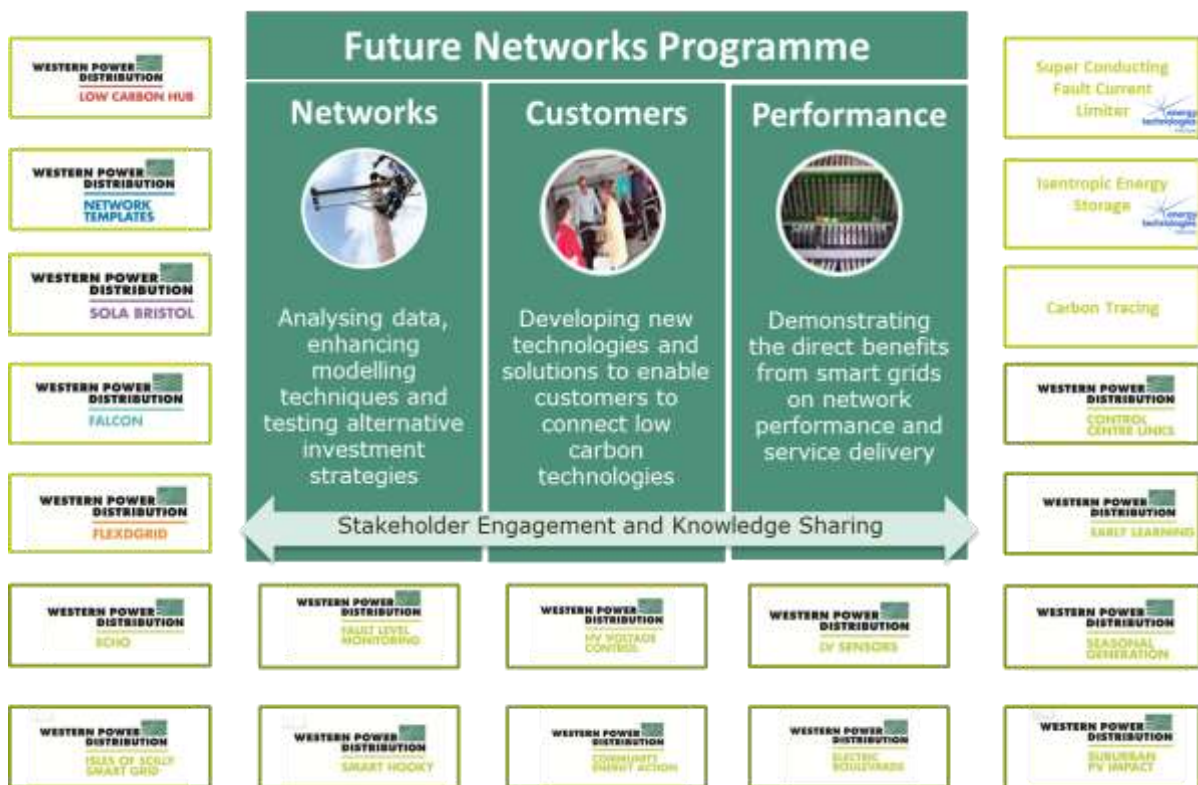 Future Networks Programme
Networks
Analysing data,
enhancing
modelling
techniques and
testing alternative
investment
strategies
Customers
Developing new
technologies and
solutions to enable
customers to
connect low
carbon
technologies
Performance
Demonstrating
the direct benefits
from smart grids
on network
performance and
service delivery
Stakeholder Engagement and Knowledge Sharing
WESTERN POWER
DISTRIBUTION
LOW CARBON HUB
WESTERN POWER
DISTRIBUTION
NETWORK
TEMPLATES
WESTERN POWER
DISTRIBUTION
SOLA BRISTOL
WESTERN POWER
DISTRIBUTION
FALCON
WESTERN POWER
DISTRIBUTION
FLEXDGRID
Super Conducting
Fault Current
Limiter
energy
technologies
Isentropic Energy
Storage
energy
technologies
Carbon Tracing
WESTERN POWER
DISTRIBUTION
CONTROL
CENTRE LINKS
WESTERN POWER
DISTRIBUTION
EARLY LEARNING
WESTERN POWER
DISTRIBUTION
ECHO
WESTERN POWER
DISTRIBUTION
FAULT LEVEL
MONITORING
WESTERN POWER
DISTRIBUTION
HV VOLTAGE
CONTROL
WESTERN POWER
DISTRIBUTION
LV SENSORS
WESTERN POWER
DISTRIBUTION
SEASONAL
GENERATION
WESTERN POWER
DISTRIBUTION
ISLES OF SCILLY
SMART GRID
WESTERN POWER
DISTRIBUTION
SMART HOOKY
WESTERN POWER
DISTRIBUTION
COMMUNITY
ENERGY ACTION
WESTERN POWER
DISTRIBUTION
ELECTRIC
BOULEVARDS
WESTERN POWER
DISTRIBUTION
SUBURBAN
PV IMPACT